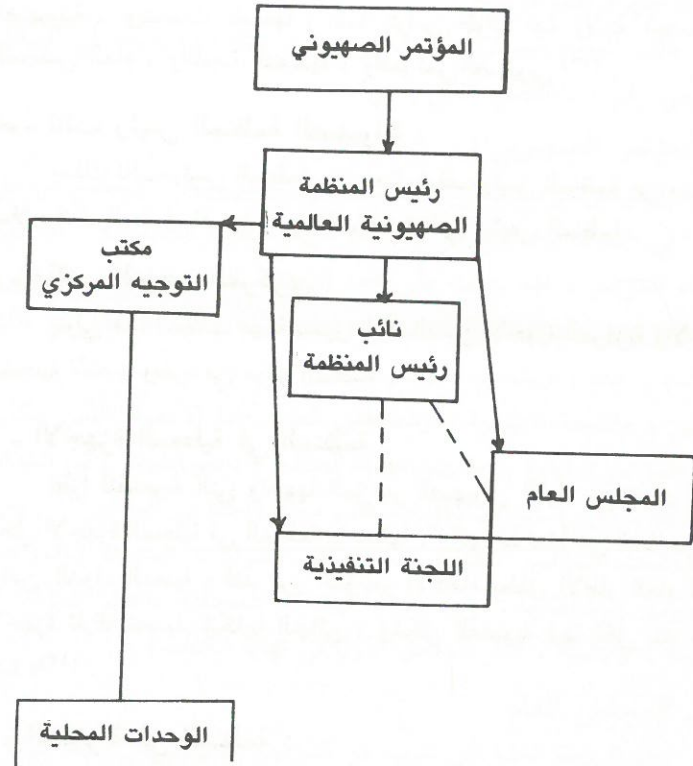 المؤتمر الصهيوني
رئيس المنظمة
الصهيونية العالمية
مكتب
التوجيه المركزي
نائب
رئيس المنظمة
المجلس العام
اللجنة التنفيذية
الوحدات المحلية